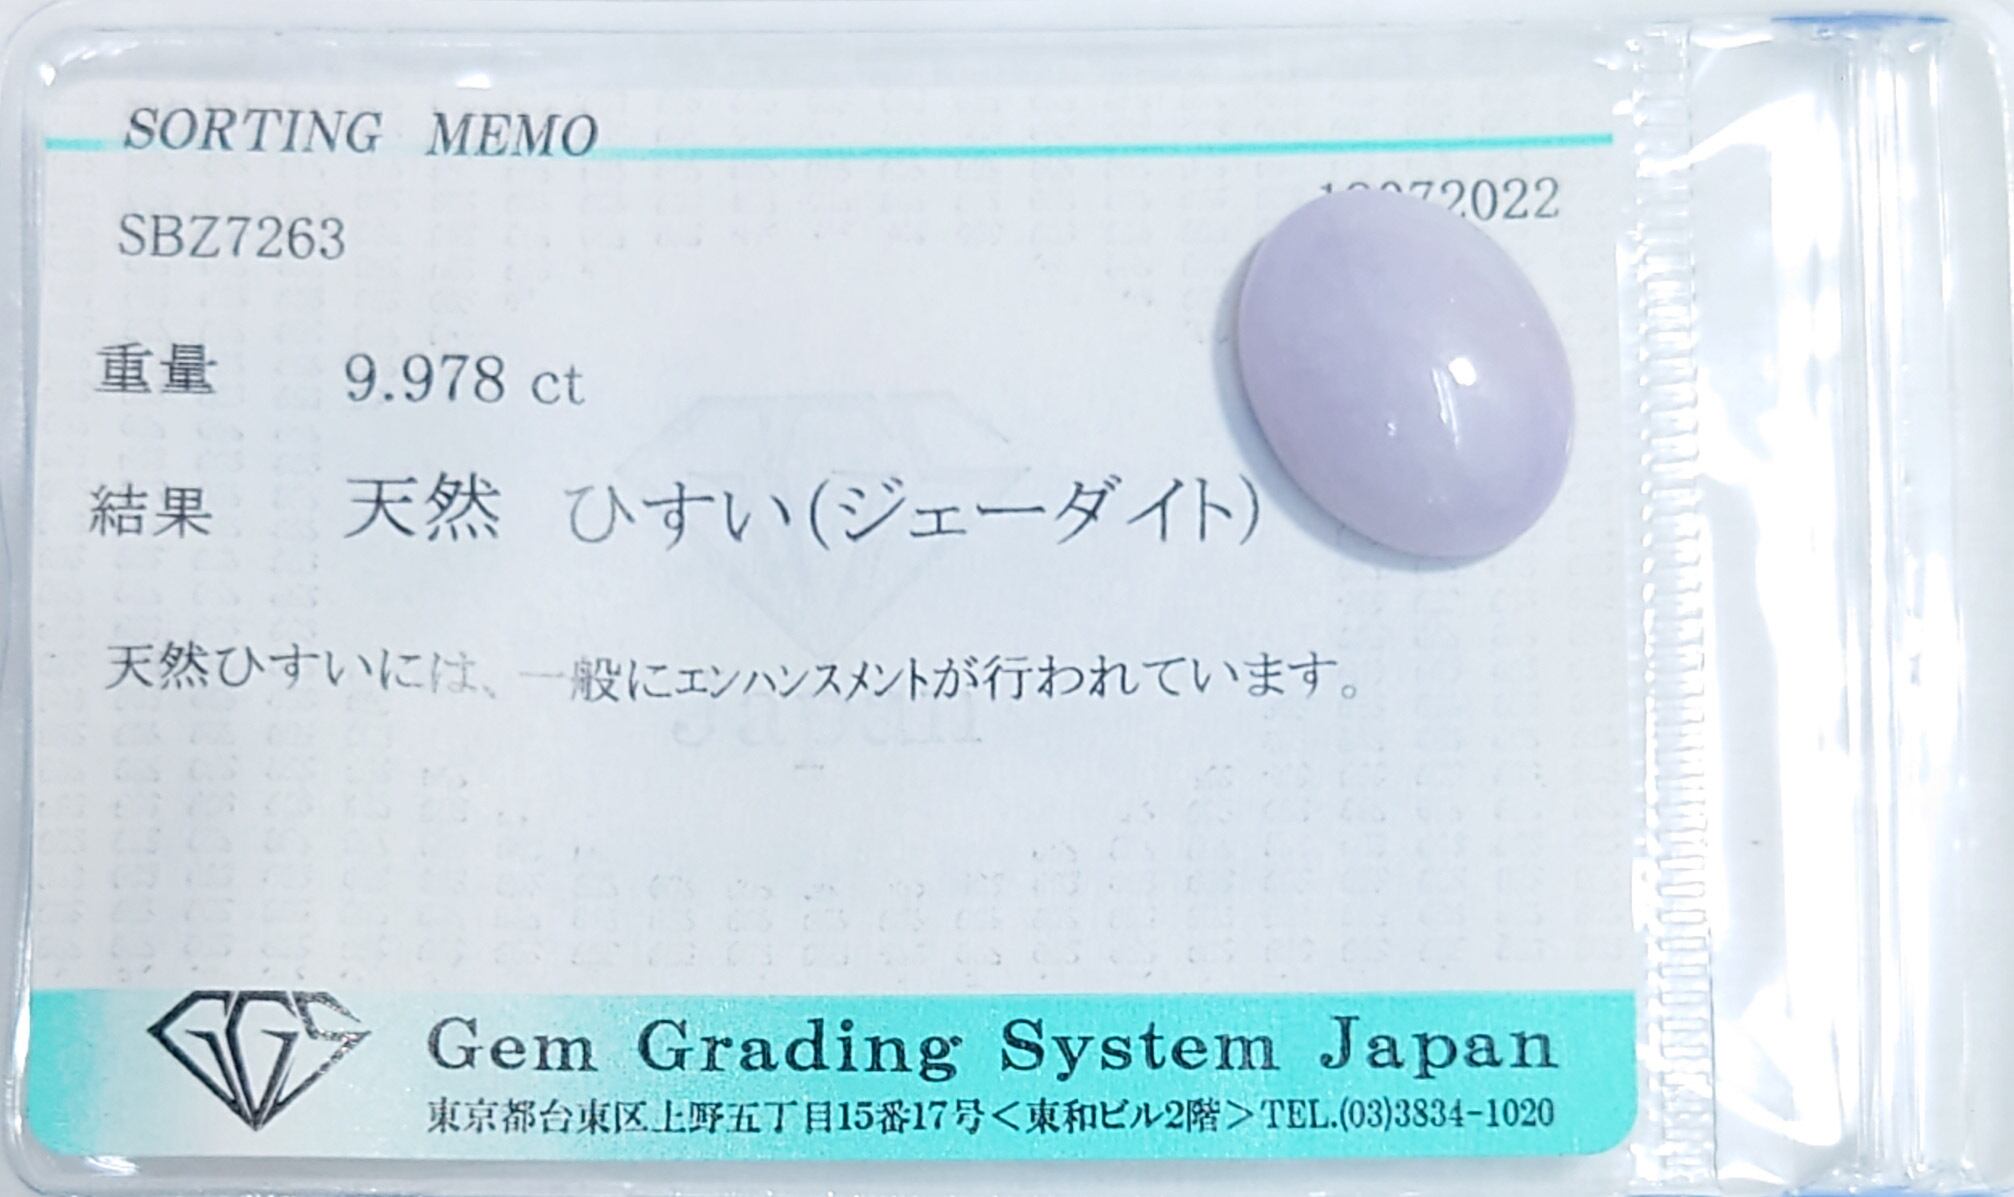 SORTING MEMO
SBZ7263
重量 9.978 ct
結果 天然 ひすい(ジェーダイト)
天然ひすいには、一般にエンハンスメントが行われています。
GGS
Gem Grading System Japan
東京都台東区上野五丁目15番17号<東和ビル2階>TEL.(03)3834-1020